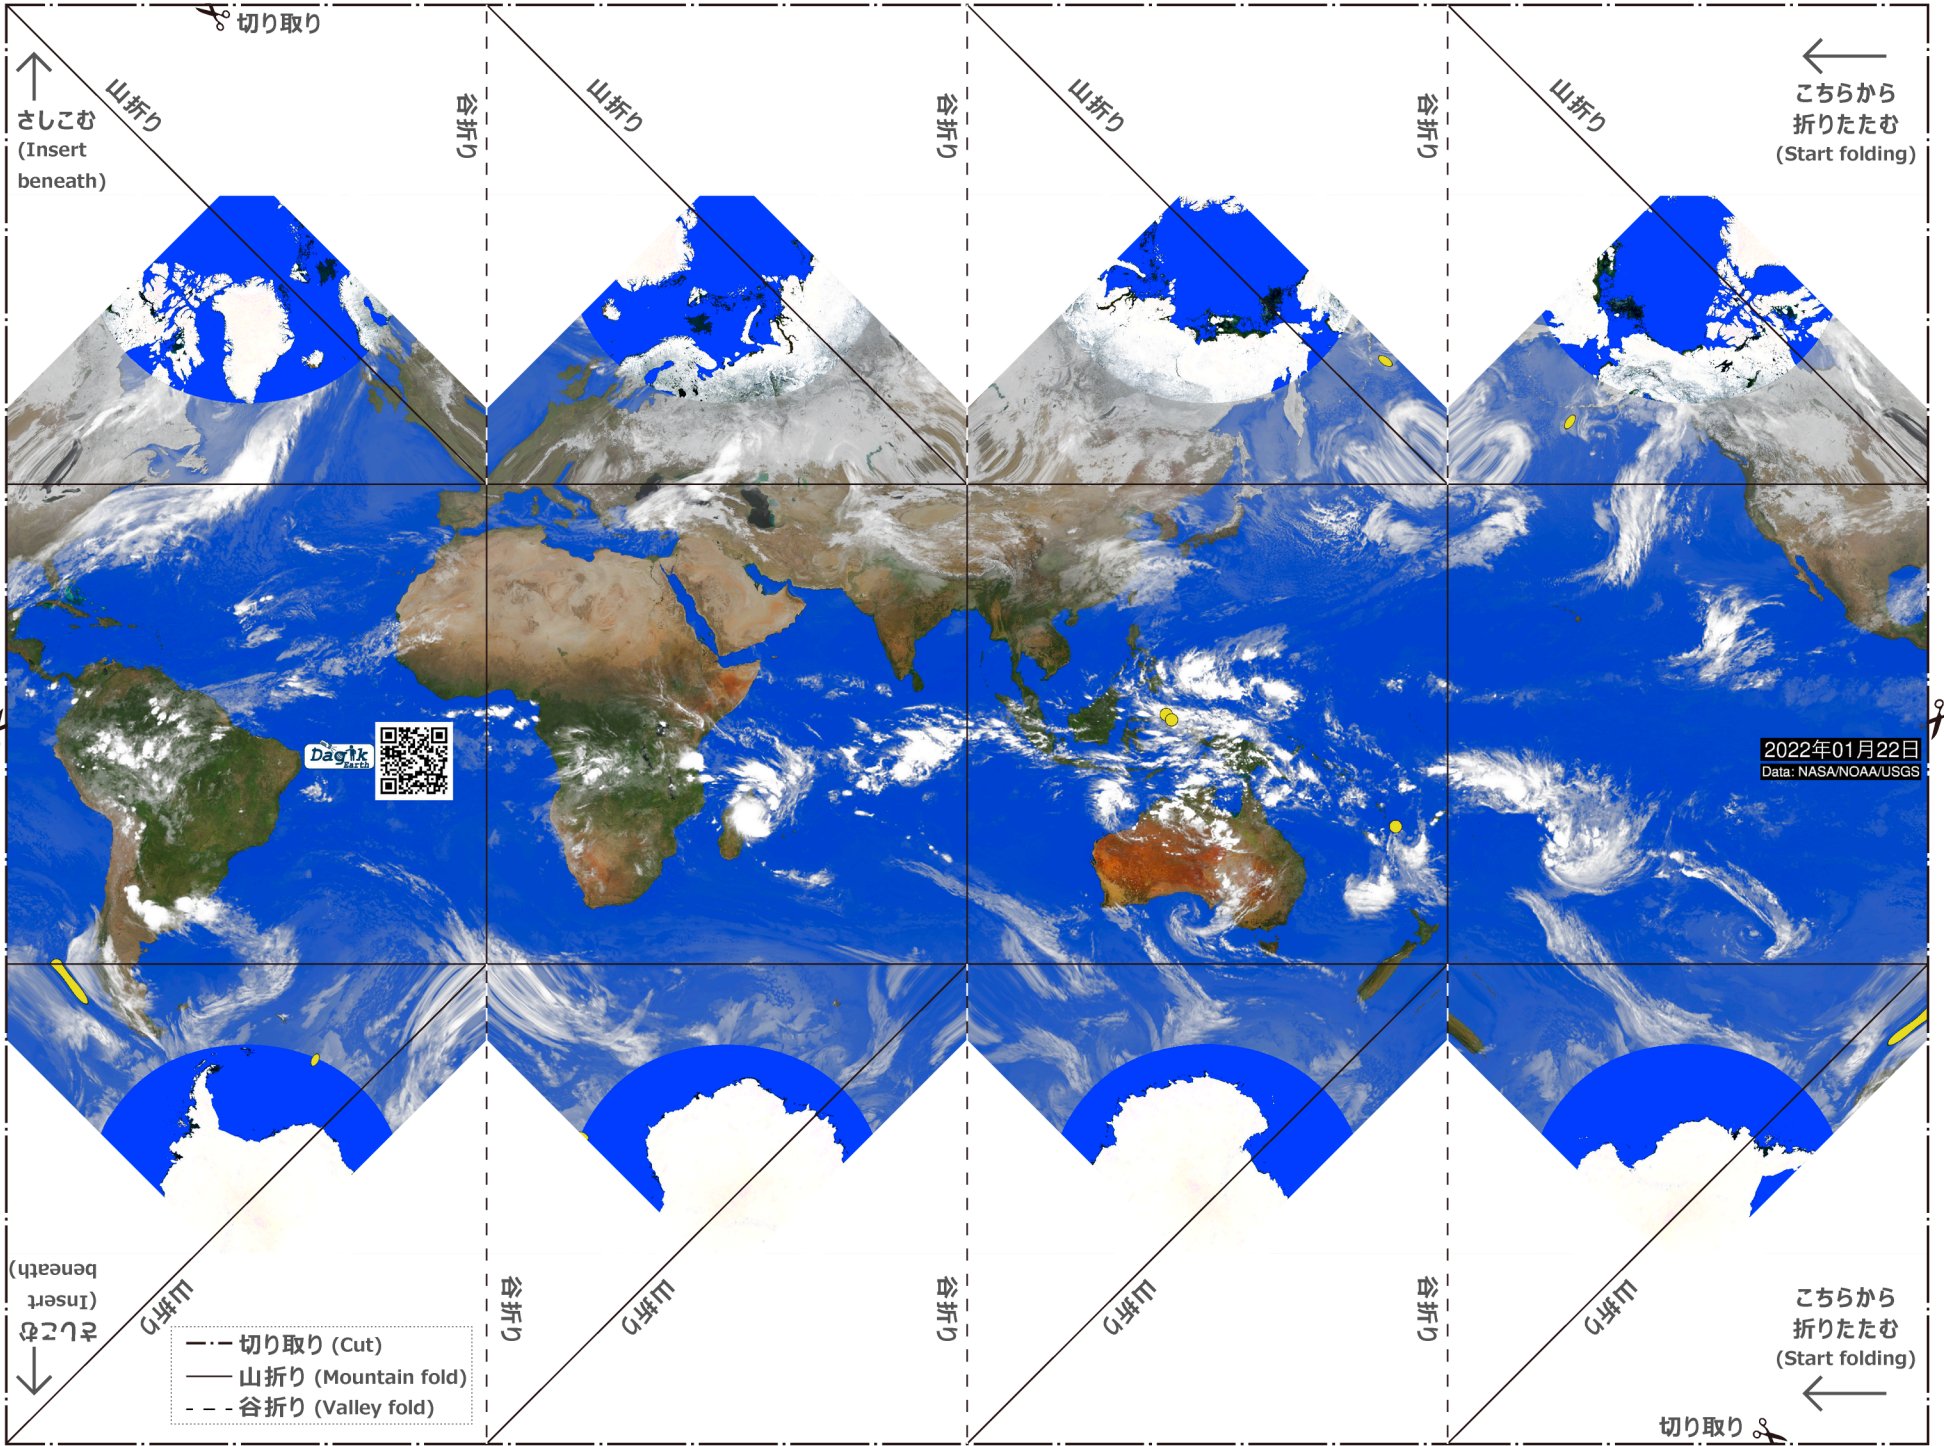 切り取り
山折り
谷折り
山折り
谷折り
山折り
谷折り
山折り
さしこむ
(Insert
beneath)
こちらから
折りたたむ
(Start folding)
Dagik
Earth
2022年01月22日
Data: NASA/NOAA/USGS
さしこむ
(Insert
beneath)
山折り
谷折り
山折り
谷折り
山折り
谷折り
山折り
こちらから
折りたたむ
(Start folding)
切り取り (Cut)
山折り (Mountain fold)
谷折り (Valley fold)
切り取り